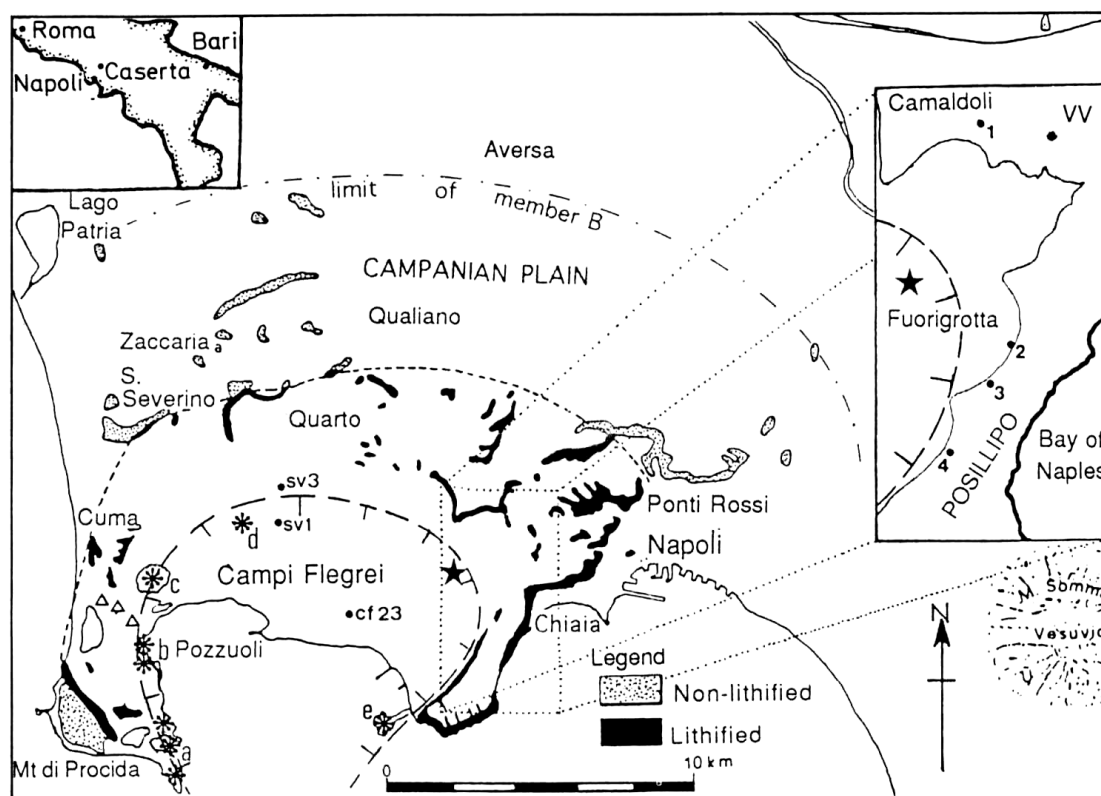 Roma
Bari
Napoli
Caserta
Camaldoli
1
VV
Aversa
limit of member B
Lago
Patria
CAMPANIAN PLAIN
Qualiano
Zaccaria
a
S.
Severino
Quarto
Fuorigrotta
2
3
4
POSILLIPO
Bay of
Naples
sv3
sv1
d
Cuma
Ponti Rossi
Napoli
c
Campi Flegrei
cf23
Chiaia
b Pozzuoli
Legend
Non-lithified
Lithified
e
a
Mt di Procida
0
10 km
N
M. Somm
Vesuvio